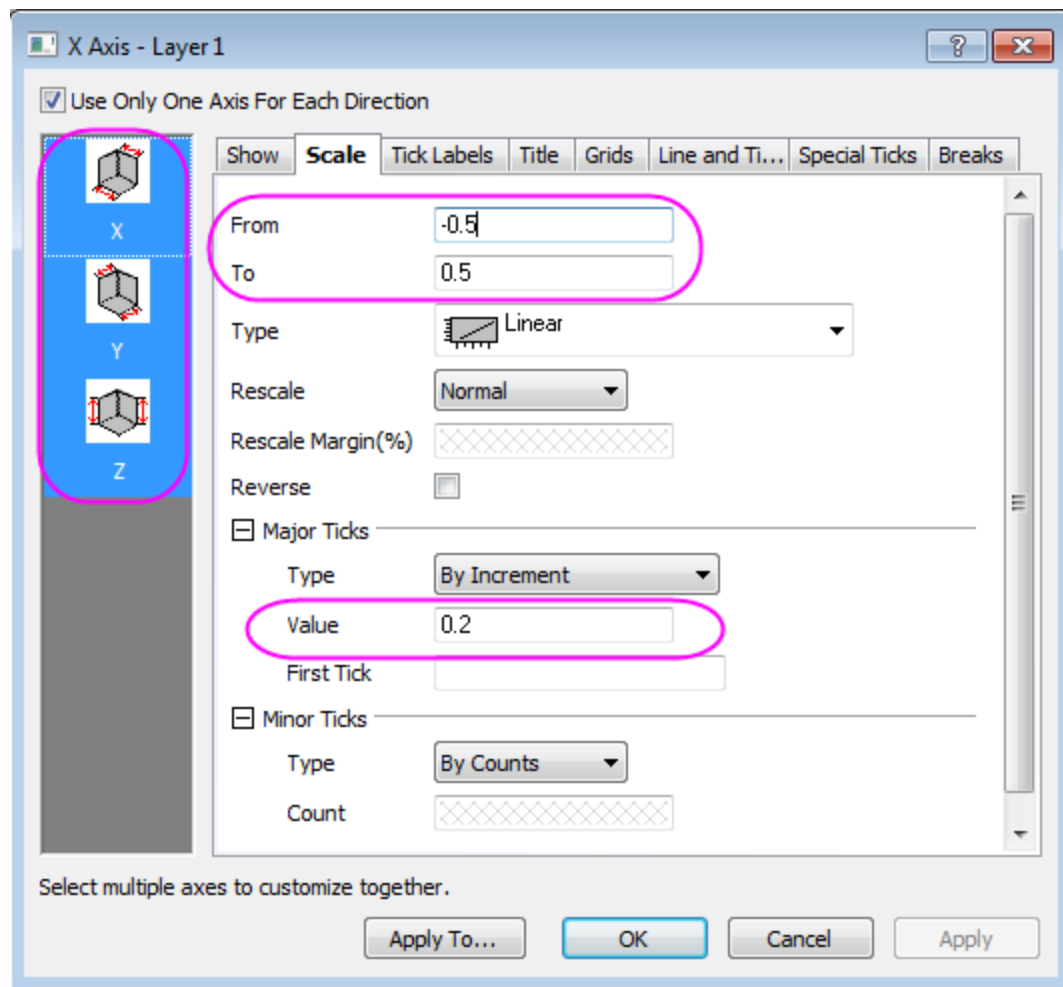 X Axis - Layer 1
Use Only One Axis For Each Direction
X
Y
Z
Show Scale Tick Labels Title Grids Line and Ti... Special Ticks Breaks
From -0.5
To 0.5
Type Linear
Rescale Normal
Rescale Margin(%)
Reverse
Major Ticks
Type By Increment
Value 0.2
First Tick
Minor Ticks
Type By Counts
Count
Select multiple axes to customize together.
Apply To... OK Cancel Apply